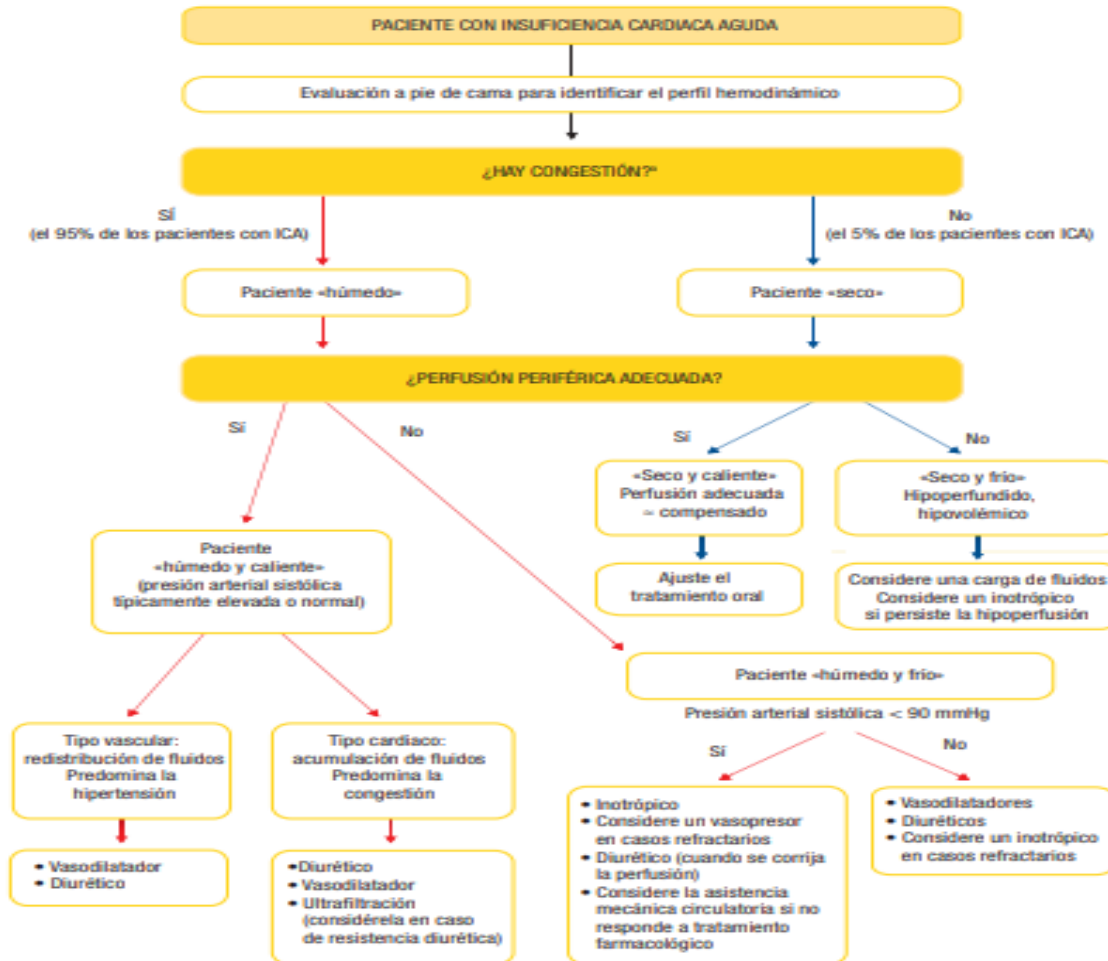 PACIENTE CON INSUFICIENCIA CARDIACA AGUDA
Evaluación a pie de cama para identificar el perfil hemodinámico
¿HAY CONGESTIÓN?ª
SÍ
(el 95% de los pacientes con ICA)
No
(el 5% de los pacientes con ICA)
Paciente «húmedo»
Paciente «seco»
¿PERFUSIÓN PERIFÉRICA ADECUADA?
Sí
No
Sí
No
«Seco y caliente»
Perfusión adecuada
≃ compensado
«Seco y frío»
Hipoperfundido,
hipovolémico
Paciente
«húmedo y caliente»
(presión arterial sistólica
típicamente elevada o normal)
Ajuste el
tratamiento oral
Considere una carga de fluidos
Considere un inotrópico
si persiste la hipoperfusión
Paciente «húmedo y frío»
Presión arterial sistólica < 90 mmHg
Sí
No
Tipo vascular:
redistribución de fluidos
Predomina la
hipertensión
Tipo cardiaco:
acumulación de fluidos
Predomina la
congestión
• Vasodilatador
• Diurético
•Diurético
• Vasodilatador
• Ultrafiltración
(considérela en caso
de resistencia diurética)
• Inotrópico
• Considere un vasopresor
en casos refractarios
• Diurético (cuando se corrija
la perfusión)
• Considere la asistencia
mecánica circulatoria si no
responde a tratamiento
farmacológico
• Vasodilatadores
• Diuréticos
• Considere un inotrópico
en casos refractarios